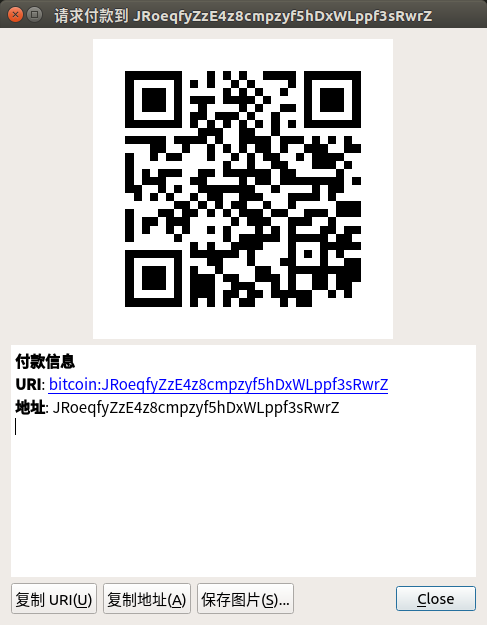 请求付款到 JRoeqfyZzE4z8cmpzyf5hDxWLppf3sRwrZ
付款信息
URI: bitcoin:JRoeqfyZzE4z8cmpzyf5hDxWLppf3sRwrZ
地址: JRoeqfyZzE4z8cmpzyf5hDxWLppf3sRwrZ
复制 URI(U) 复制地址(A) 保存图片(S)... Close